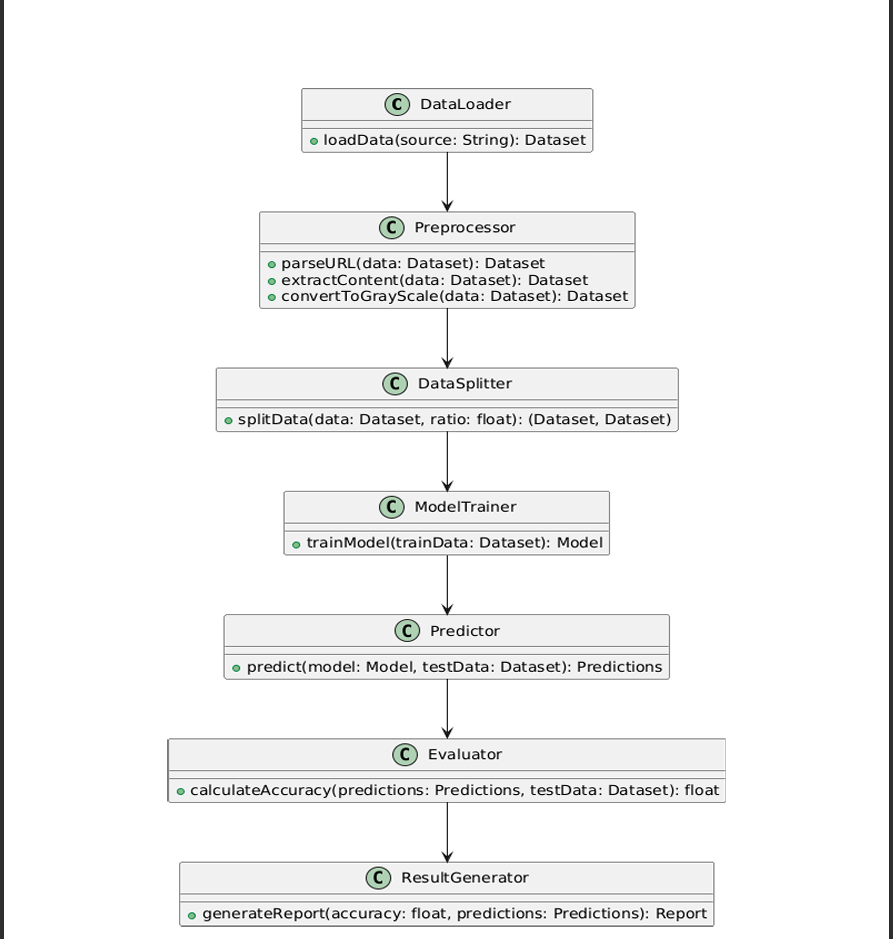 C DataLoader
loadData(source: String): Dataset
C Preprocessor
parseURL(data: Dataset): Dataset
extractContent(data: Dataset): Dataset
convertToGrayScale(data: Dataset): Dataset
C DataSplitter
splitData(data: Dataset, ratio: float): (Dataset, Dataset)
C ModelTrainer
trainModel(trainData: Dataset): Model
C Predictor
predict(model: Model, testData: Dataset): Predictions
C Evaluator
calculateAccuracy(predictions: Predictions, testData: Dataset): float
C ResultGenerator
generateReport(accuracy: float, predictions: Predictions): Report